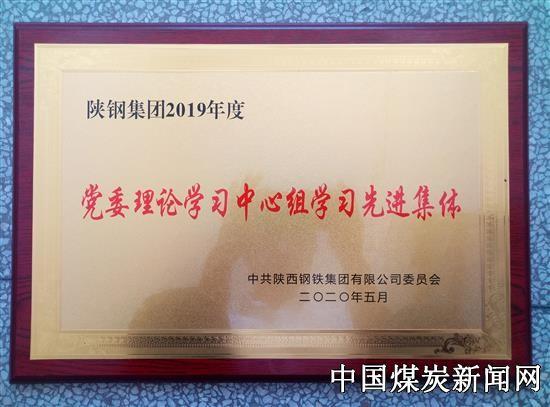 陕钢集团2019年度
党委理论学习中心组学习先进集体
中共陕西钢铁集团有限公司委员会
二〇二〇年五月
中国煤炭新闻网